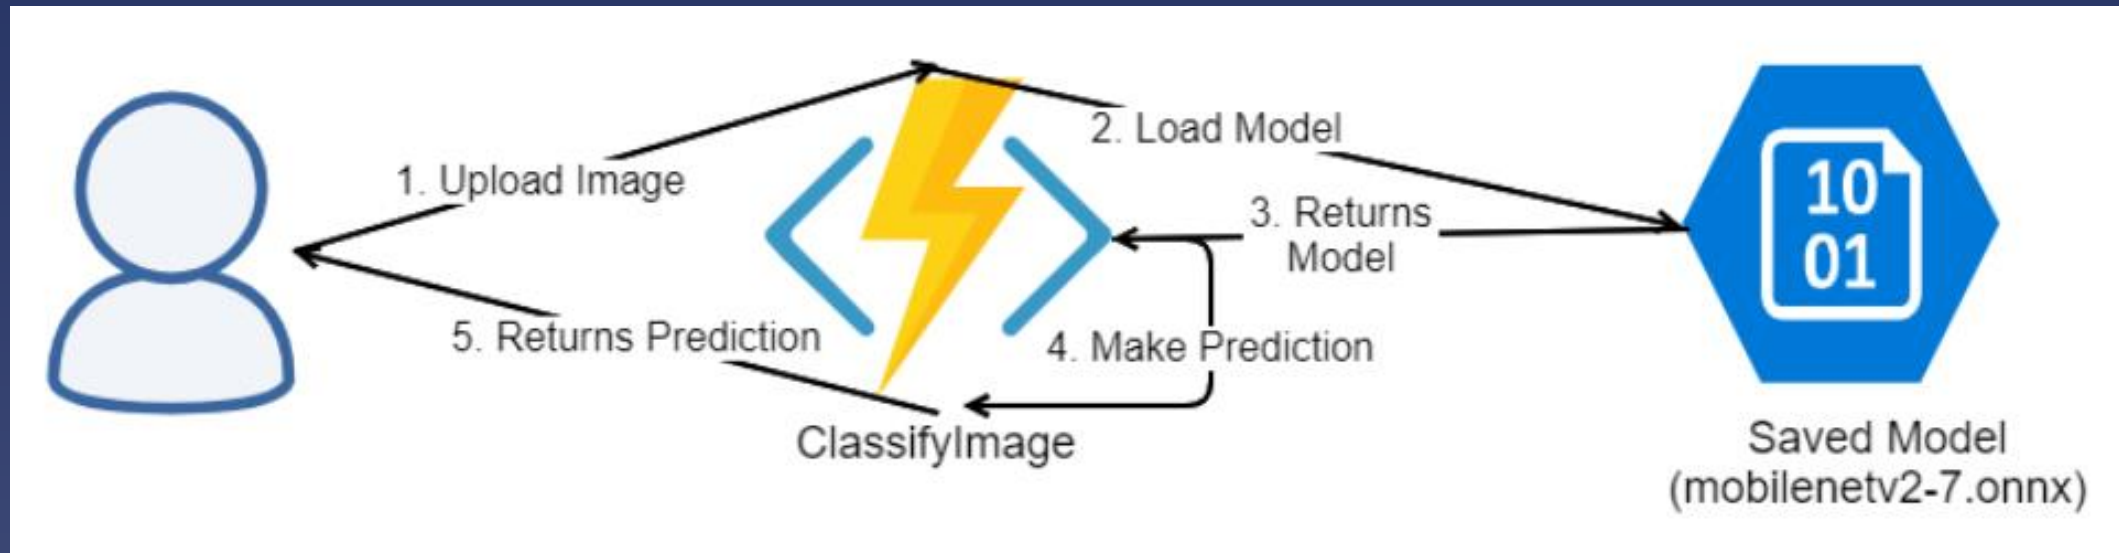 1. Upload Image
2. Load Model
3. Returns
Model
4. Make Prediction
5. Returns Prediction
ClassifyImage
10
01
Saved Model
(mobilenetv2-7.onnx)